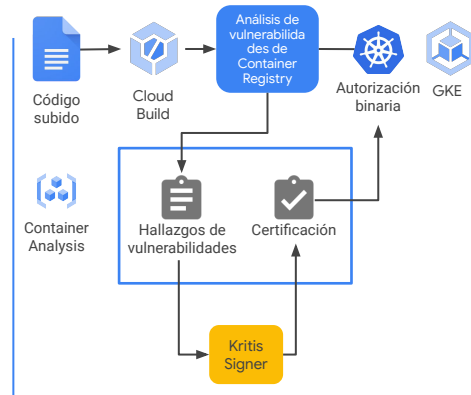 Análisis de
vulnerabilida
des de
Container
Registry
Código
subido
Cloud
Build
Autorización
binaria
GKE
Container
Analysis
Hallazgos de
vulnerabilidades
Certificación
Kritis
Signer